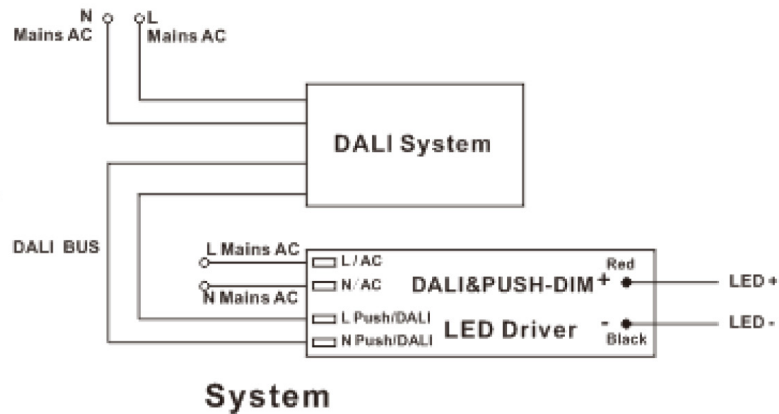 N
L
Mains AC
Mains AC
DALI System
DALI BUS
L Mains AC
L/AC
Red
N/AC
DALI&PUSH-DIM
+
LED+
N Mains AC
L Push/DALI
LED Driver
-
LED-
N Push/DALI
Black
System